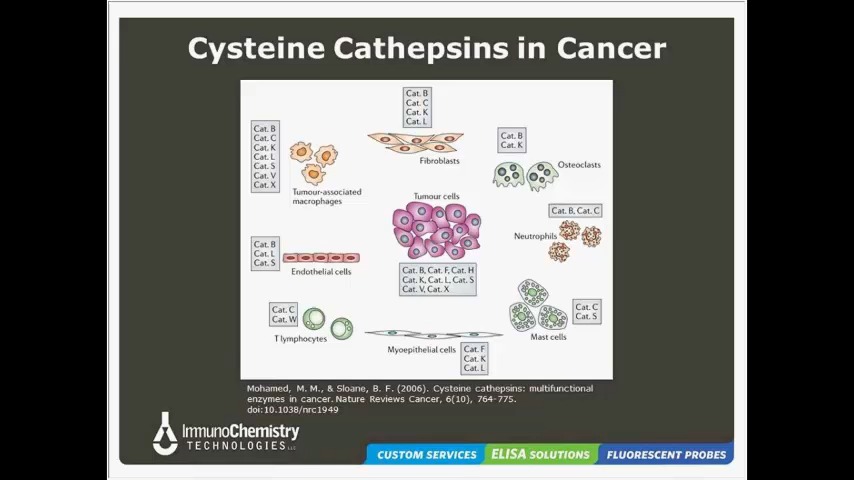 Cysteine Cathepsins in Cancer
Cat. B
Cat. C
Cat. K
Cat. L
Fibroblasts
Cat. B
Cat. C
Cat. K
Cat. L
Cat. S
Cat. V
Cat. X
Tumour-associated
macrophages
Cat. B
Cat. K
Osteoclasts
Tumour cells
Cat. B, Cat. F, Cat. H
Cat. K, Cat. L, Cat. S
Cat. V, Cat. X
Cat. B, Cat. C
Neutrophils
Cat. B
Cat. L
Cat. S
Endothelial cells
Cat. C
Cat. W
T lymphocytes
Myoepithelial cells
Cat. F
Cat. K
Cat. L
Cat. C
Cat. S
Mast cells
Mohamed, M. M., & Sloane, B. F. (2006). Cysteine cathepsins: multifunctional
enzymes in cancer. Nature Reviews Cancer, 6(10), 764-775.
doi:10.1038/nrc1949
ImmunoChemistry
TECHNOLOGIES LLC
CUSTOM SERVICES
ELISA SOLUTIONS
FLUORESCENT PROBES